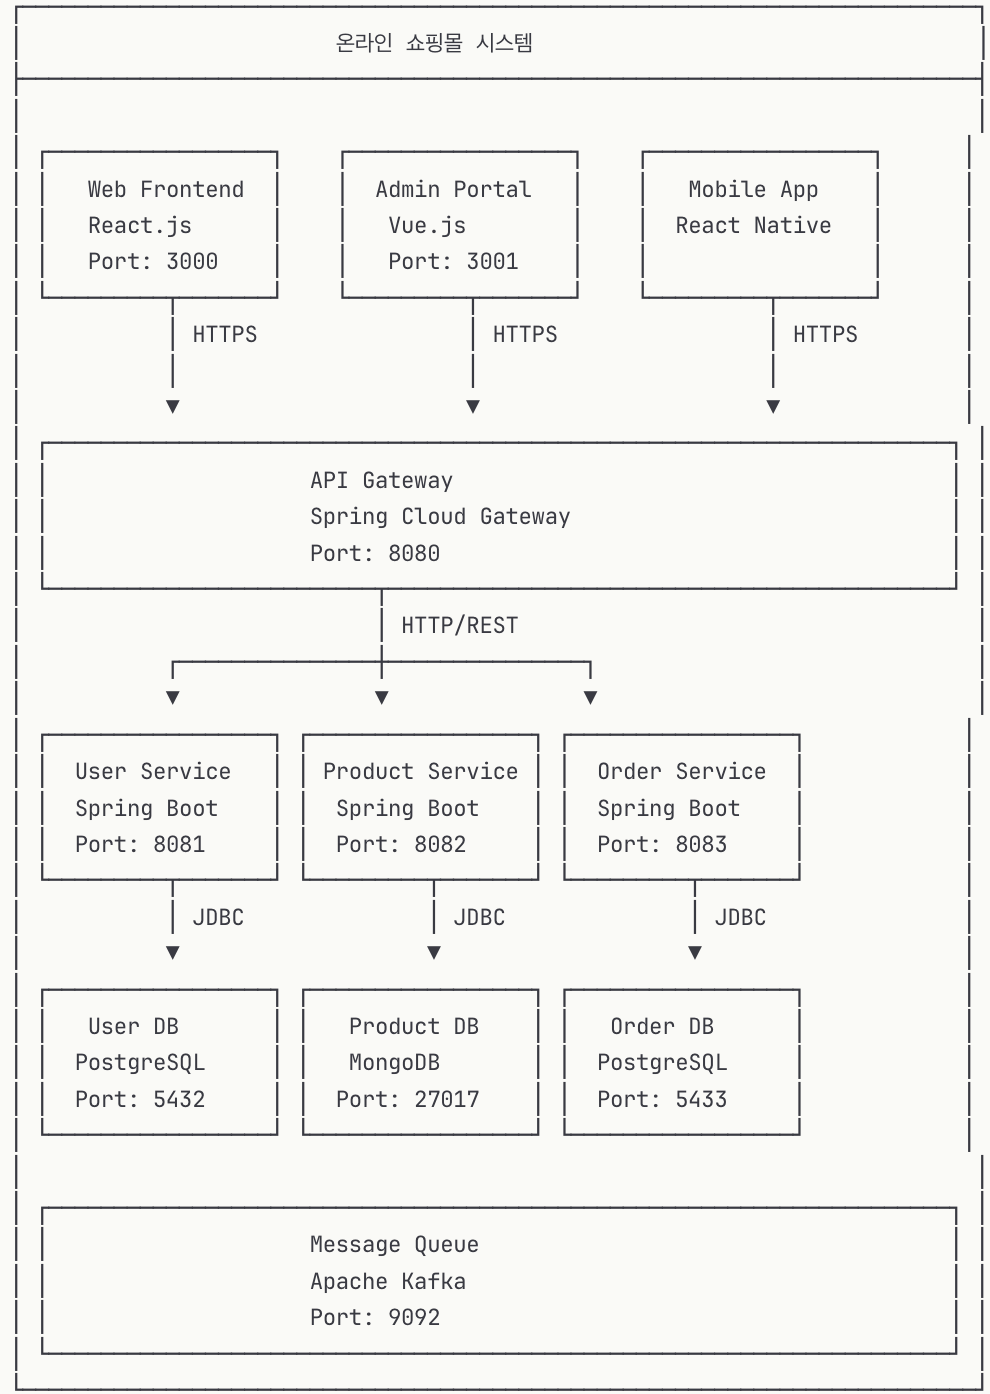 온라인 쇼핑몰 시스템
Web Frontend
React.js
Port: 3000
Admin Portal
Vue.js
Port: 3001
Mobile App
React Native
HTTPS
HTTPS
HTTPS
API Gateway
Spring Cloud Gateway
Port: 8080
HTTP/REST
User Service
Spring Boot
Port: 8081
Product Service
Spring Boot
Port: 8082
Order Service
Spring Boot
Port: 8083
JDBC
JDBC
JDBC
User DB
PostgreSQL
Port: 5432
Product DB
MongoDB
Port: 27017
Order DB
PostgreSQL
Port: 5433
Message Queue
Apache Kafka
Port: 9092